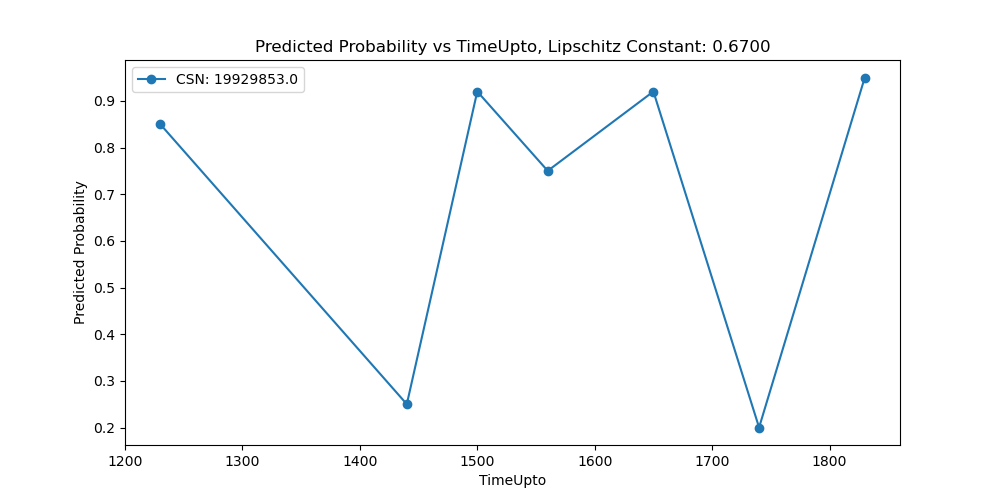 Predicted Probability vs TimeUpto, Lipschitz Constant: 0.6700
CSN: 19929853.0
Predicted Probability
0.9
0.8
0.7
0.6
0.5
0.4
0.3
0.2
1200 1300 1400 1500 1600 1700 1800
TimeUpto